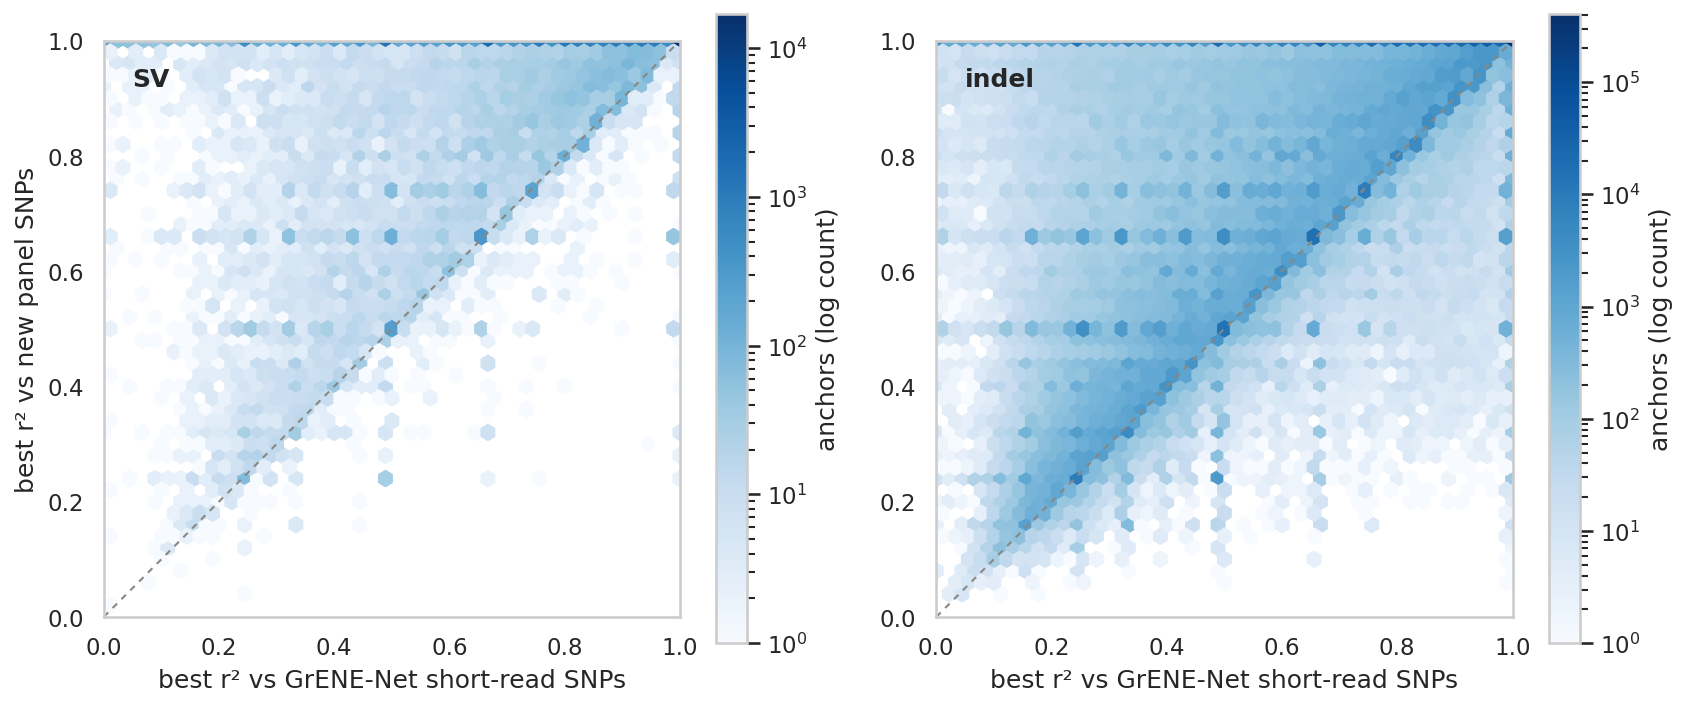 SV
1.0
0.8
0.6
0.4
0.2
0.0
best r² vs new panel SNPs
0.0 0.2 0.4 0.6 0.8 1.0
best r² vs GrENE-Net short-read SNPs
10⁴
10³
10²
10¹
10⁰
anchors (log count)
indel
1.0
0.8
0.6
0.4
0.2
0.0
0.0 0.2 0.4 0.6 0.8 1.0
best r² vs GrENE-Net short-read SNPs
10⁵
10⁴
10³
10²
10¹
10⁰
anchors (log count)